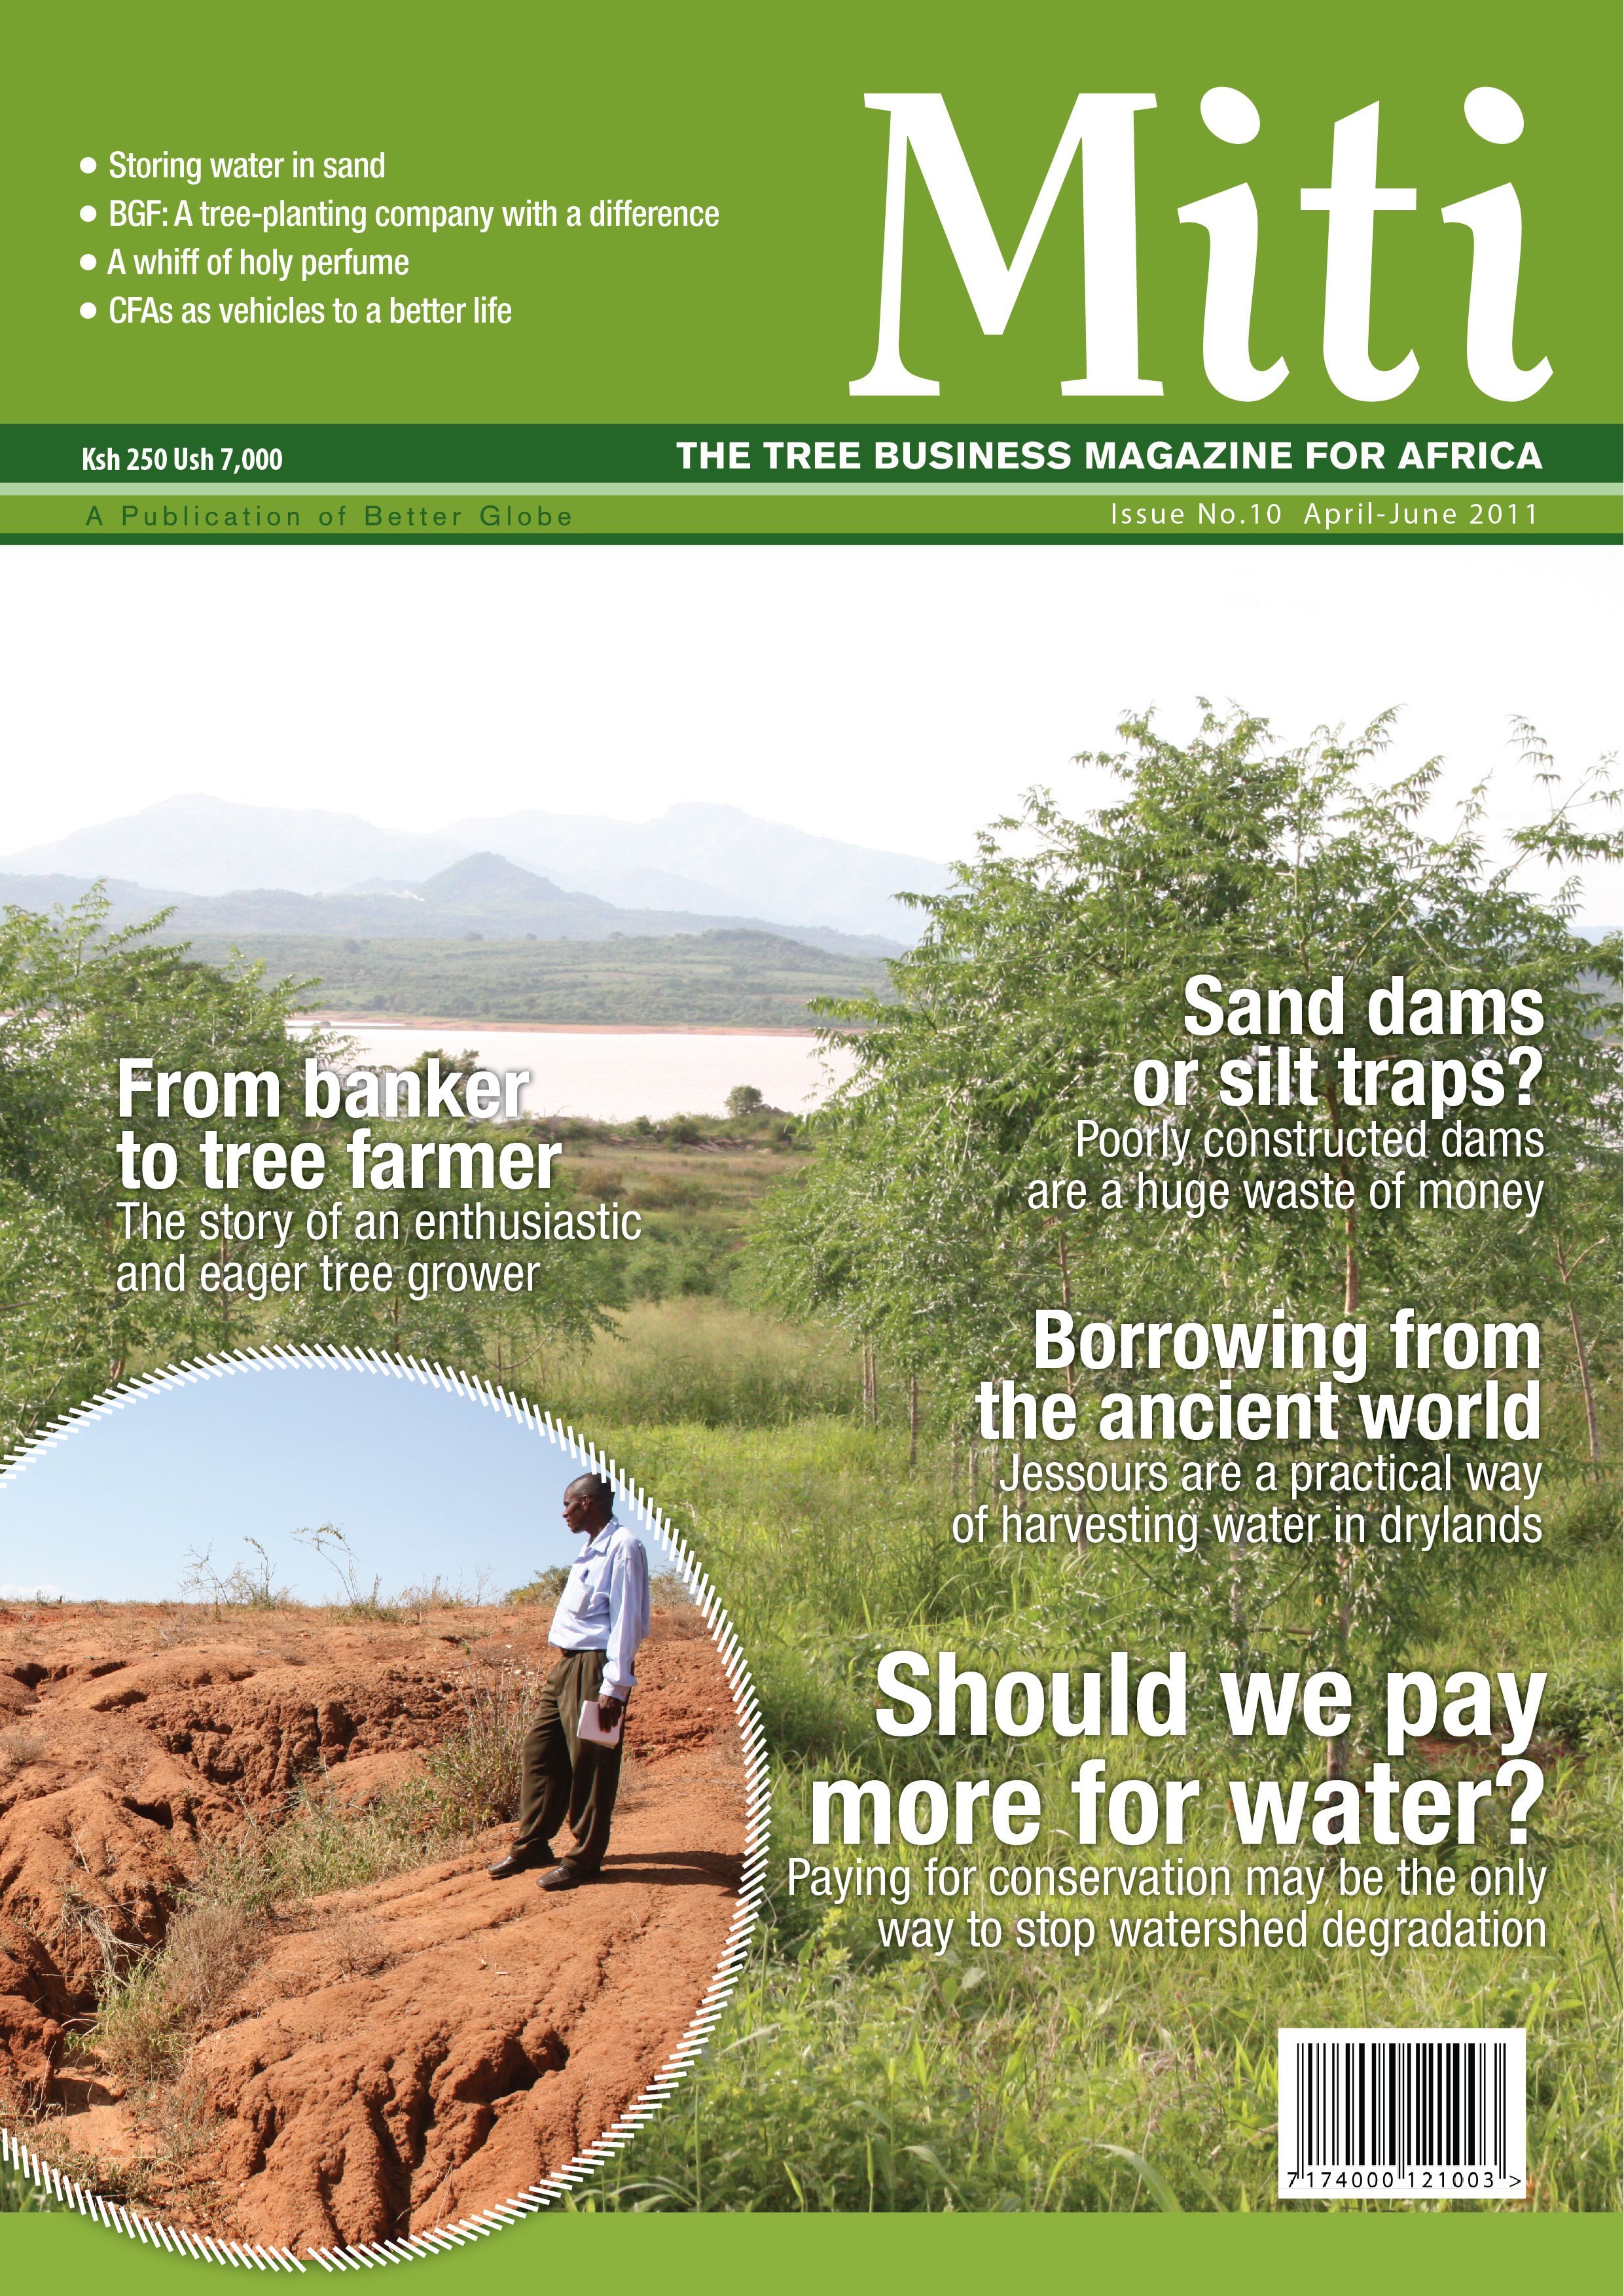 Miti
• Storing water in sand
• BGF: A tree-planting company with a difference
• A whiff of holy perfume
• CFAs as vehicles to a better life
Ksh 250 Ush 7,000
THE TREE BUSINESS MAGAZINE FOR AFRICA
A Publication of Better Globe
Issue No.10 April-June 2011
From banker
to tree farmer
The story of an enthusiastic
and eager tree grower
Sand dams
or silt traps?
Poorly constructed dams
are a huge waste of money
Borrowing from
the ancient world
Jessours are a practical way
of harvesting water in drylands
Should we pay
more for water?
Paying for conservation may be the only
way to stop watershed degradation
7 174000 121003 >